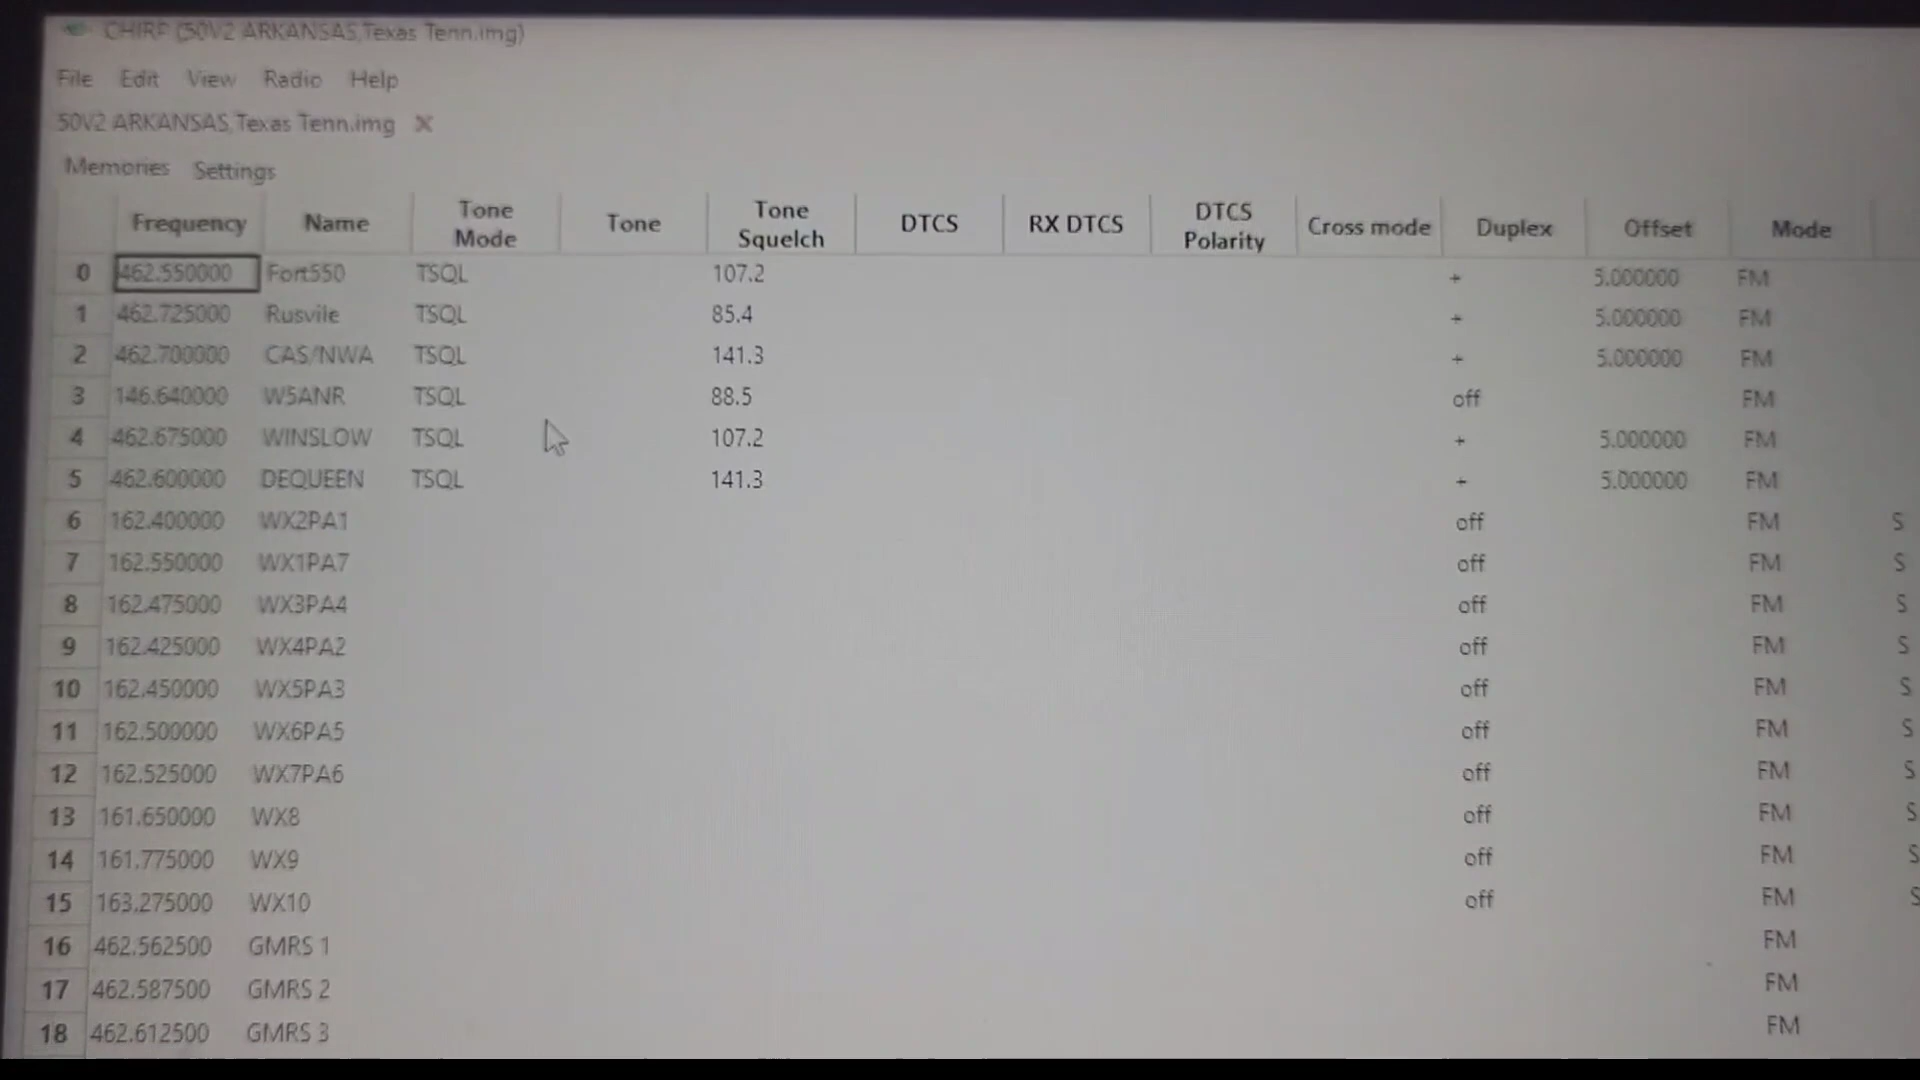 CHIRP (50V2 ARKANSAS,Texas Tenn.img)
File Edit View Radio Help
50V2 ARKANSAS,Texas Tenn.img X
Memories Settings
Frequency Name Tone Mode Tone Tone Squelch DTCS RX DTCS DTCS Polarity Cross mode Duplex Offset Mode
0 462.550000 Fort550 TSQL 107.2 + 5.000000 FM
1 462.725000 Rusvile TSQL 85.4 + 5.000000 FM
2 462.700000 CAS/NWA TSQL 141.3 + 5.000000 FM
3 146.640000 W5ANR TSQL 88.5 off FM
4 462.675000 WINSLOW TSQL 107.2 + 5.000000 FM
5 462.600000 DEQUEEN TSQL 141.3 + 5.000000 FM
6 162.400000 WX2PA1 off FM S
7 162.550000 WX1PA7 off FM S
8 162.475000 WX3PA4 off FM S
9 162.425000 WX4PA2 off FM S
10 162.450000 WX5PA3 off FM S
11 162.500000 WX6PA5 off FM S
12 162.525000 WX7PA6 off FM S
13 161.650000 WX8 off FM S
14 161.775000 WX9 off FM S
15 163.275000 WX10 off FM S
16 462.562500 GMRS 1 FM
17 462.587500 GMRS 2 FM
18 462.612500 GMRS 3 FM